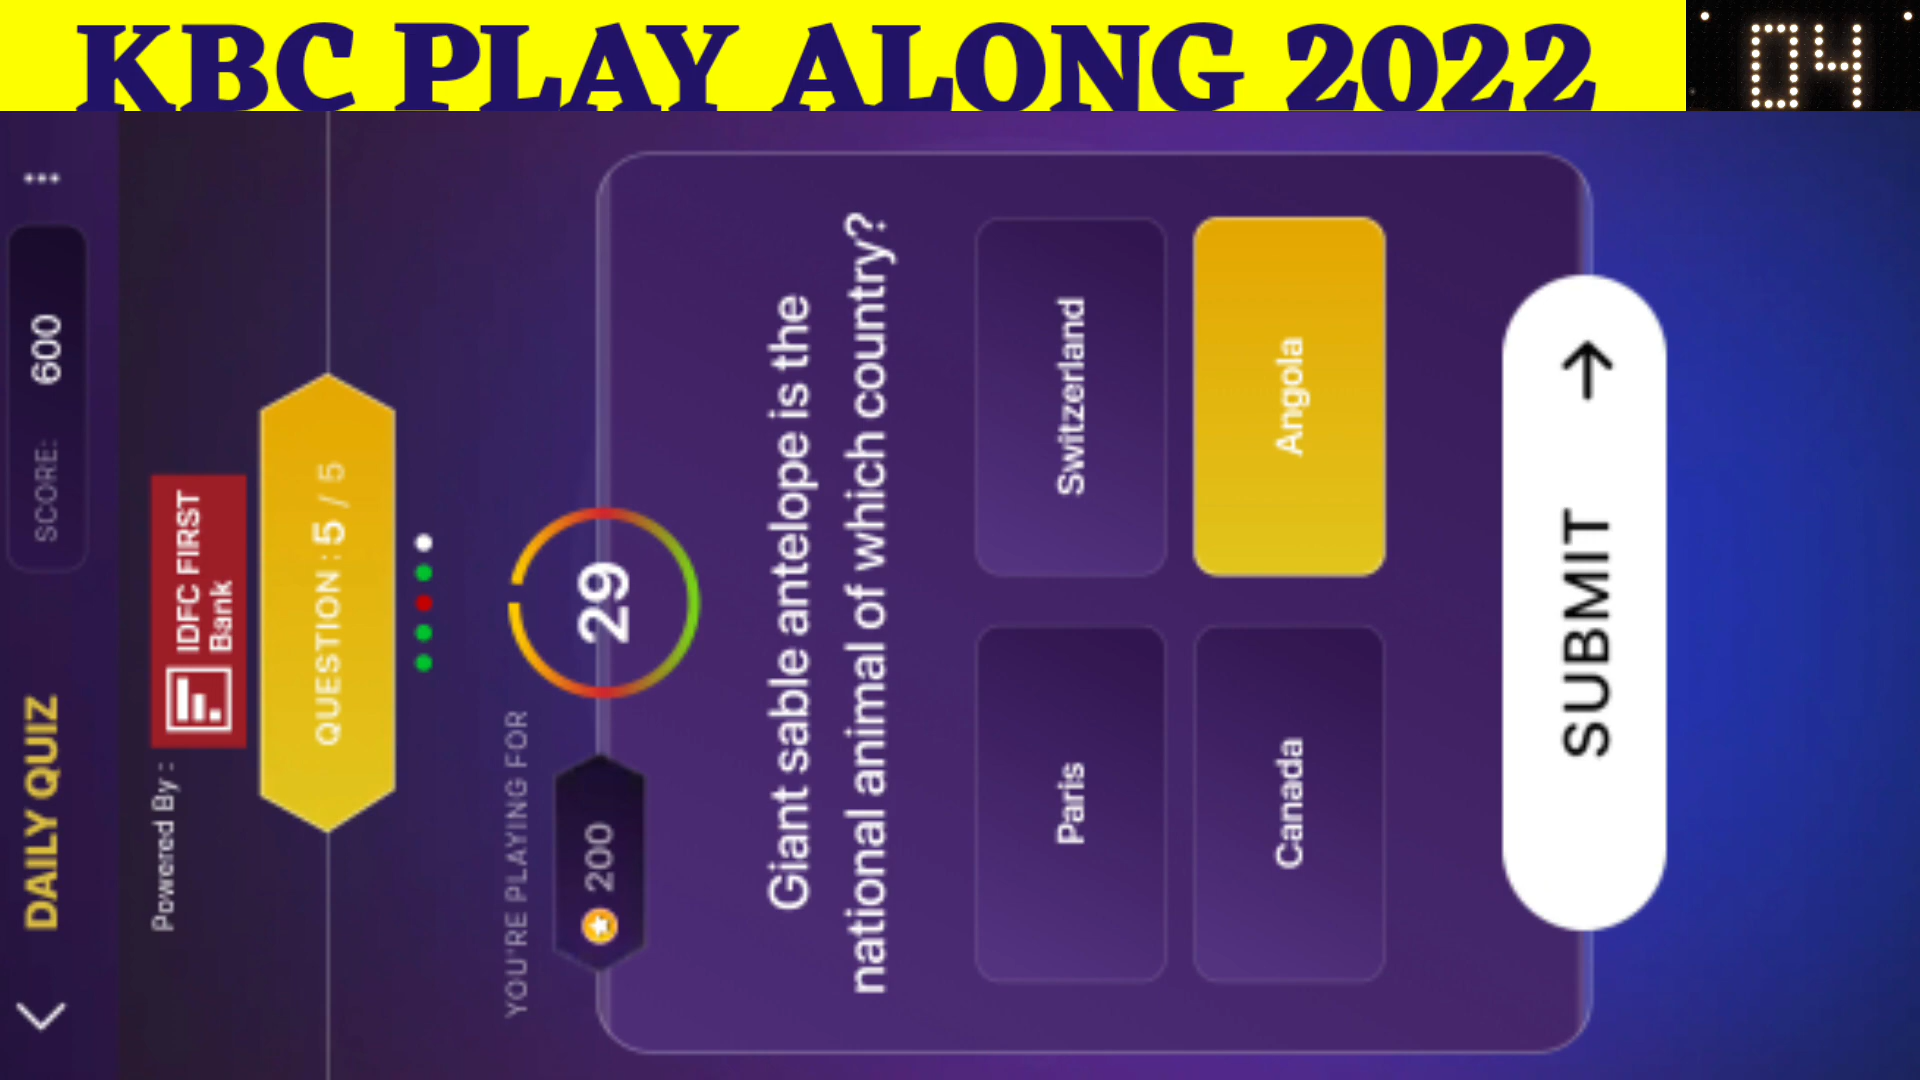 KBC PLAY ALONG 2022
04
DAILY QUIZ
SCORE: 600
Powered By :
IDFC FIRST
Bank
QUESTION : 5 / 5
YOU'RE PLAYING FOR
200
29
Giant sable antelope is the
national animal of which country?
Paris
Switzerland
Canada
Angola
SUBMIT →